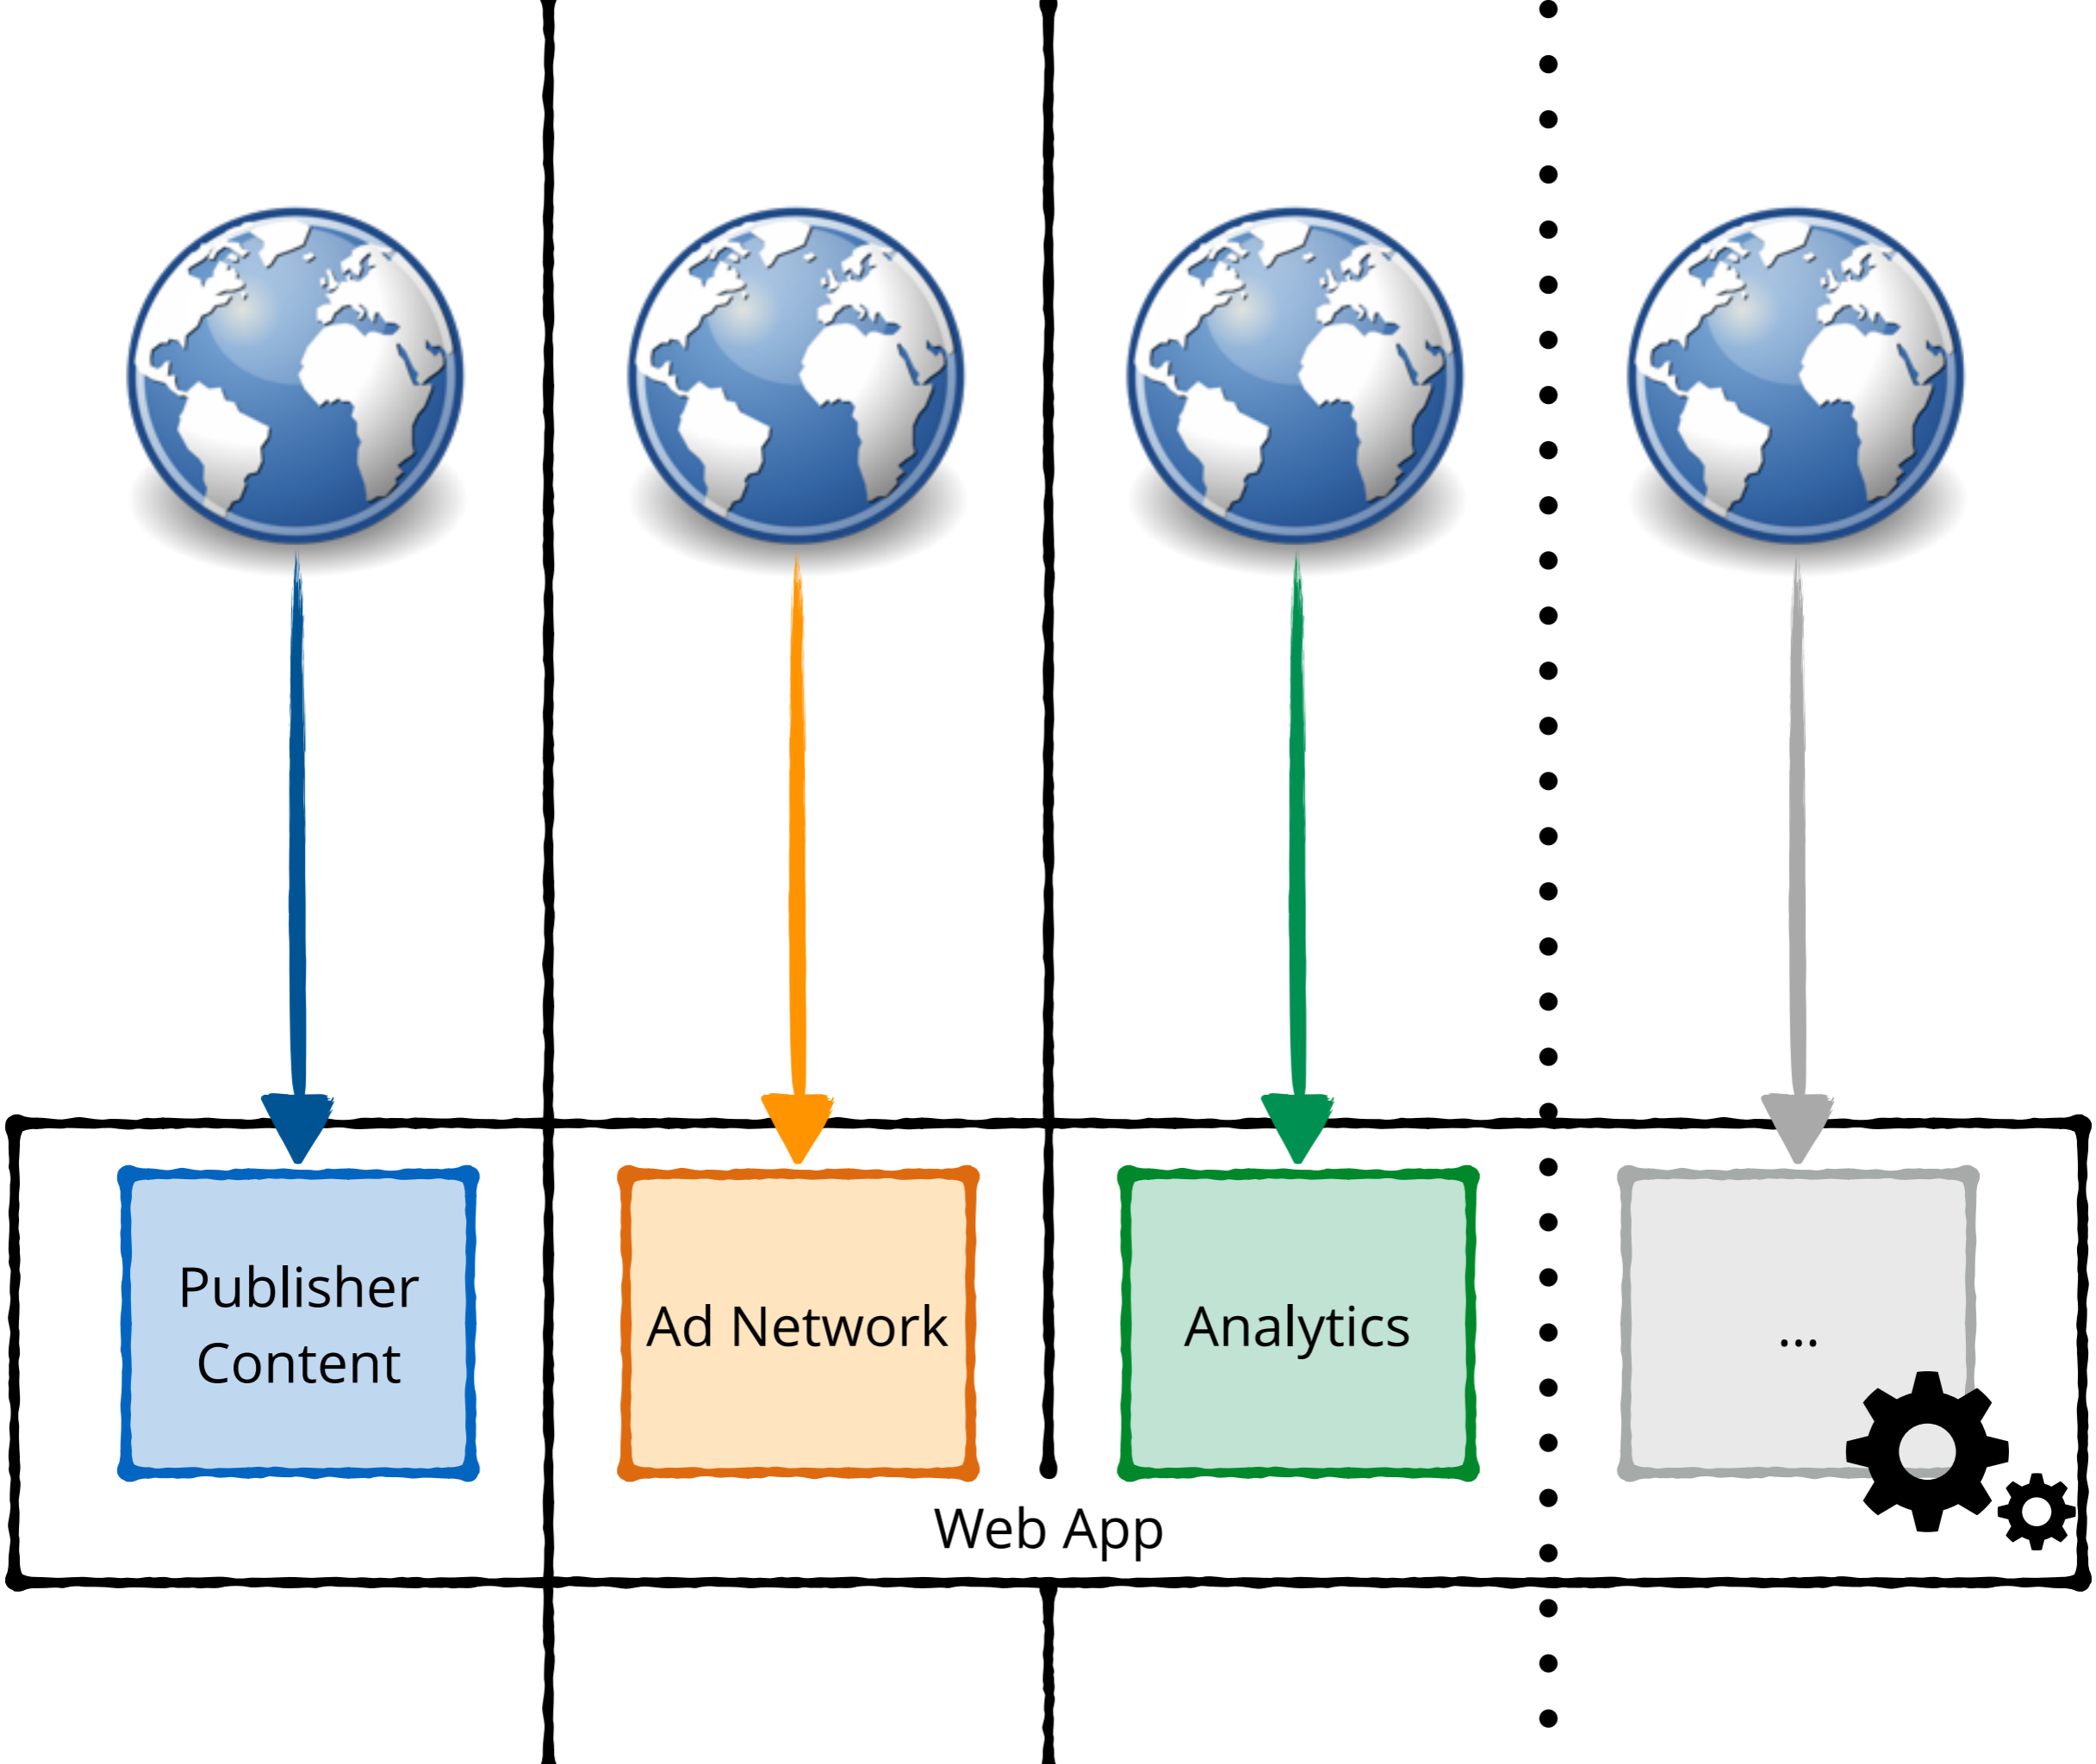 Publisher
Content
Ad Network
Analytics
...
Web App